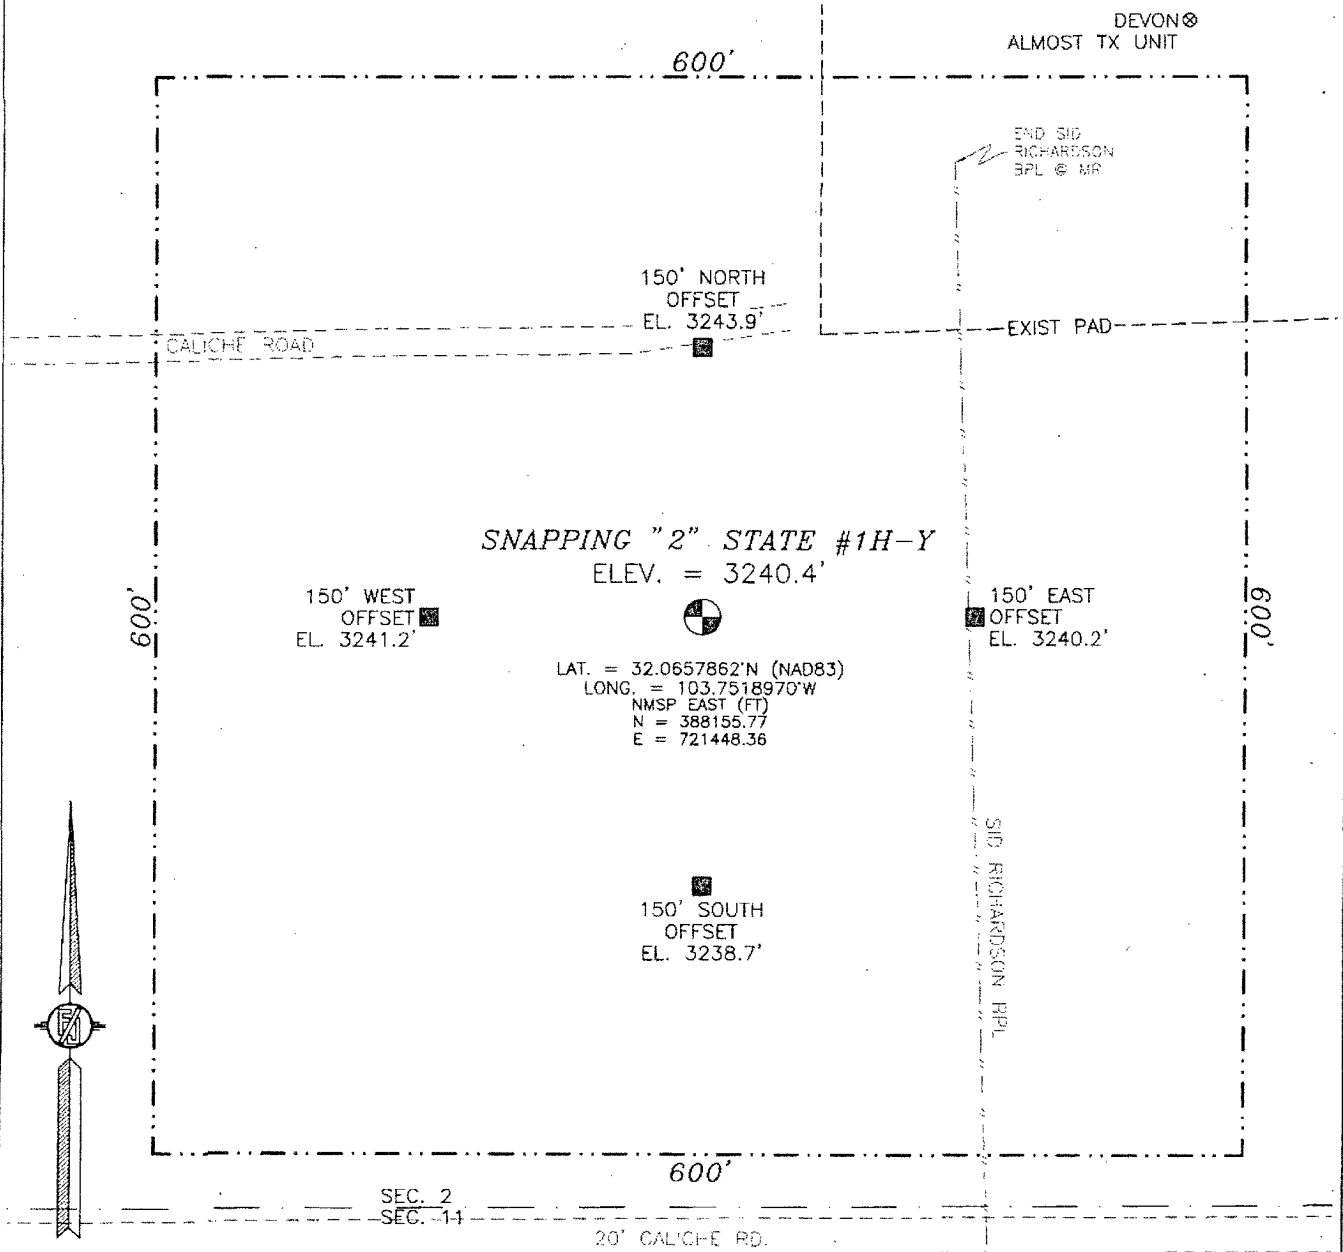 DEVON
ALMOST TX UNIT
600'
END SID
RICHARDSON
BPL @ MR
150' NORTH
OFFSET
EL. 3243.9'
CALICHE ROAD
EXIST PAD
SNAPPING "2" STATE #1H-Y
ELEV. = 3240.4'
600'
150' WEST
OFFSET
EL. 3241.2'
150' EAST
OFFSET
EL. 3240.2'
600'
LAT. = 32.0657862°N (NAD83)
LONG. = 103.7518970°W
NMSP EAST (FT)
N = 388155.77
E = 721448.36
SID RICHARDSON BPL
150' SOUTH
OFFSET
EL. 3238.7'
600'
SEC. 2
SEC. 11
20' CALICHE RD.